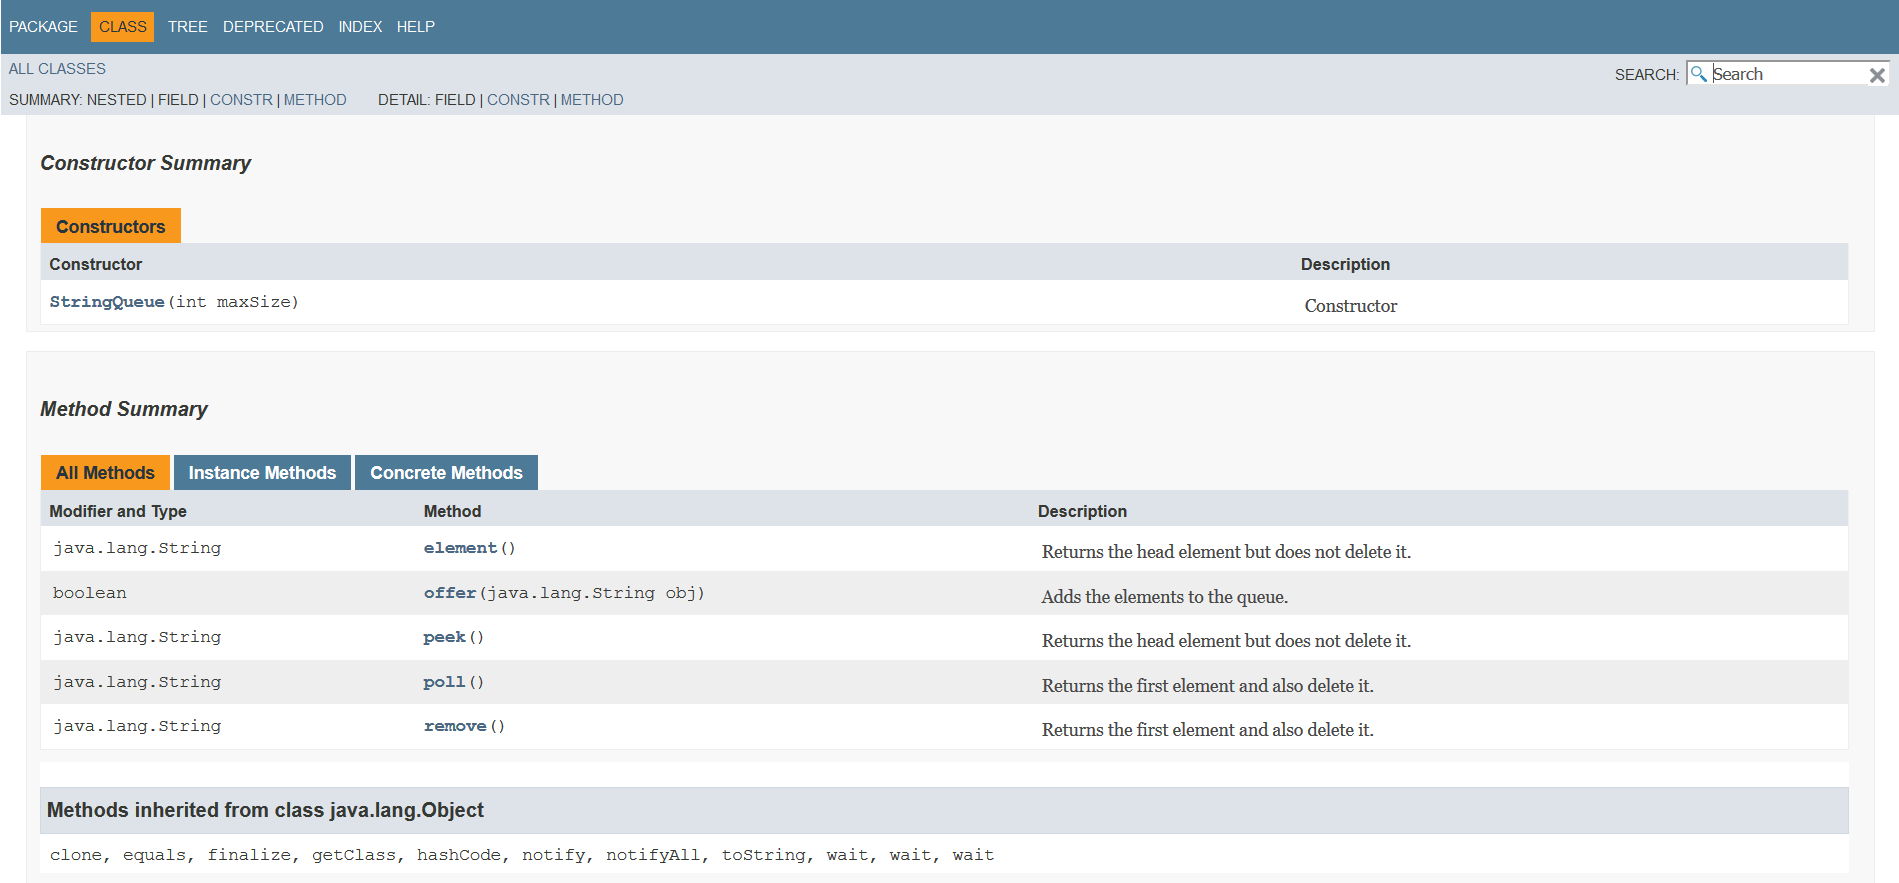 PACKAGE CLASS TREE DEPRECATED INDEX HELP
ALL CLASSES
SEARCH: Search
SUMMARY: NESTED | FIELD | CONSTR | METHOD DETAIL: FIELD | CONSTR | METHOD
Constructor Summary
Constructors
Constructor Description
StringQueue(int maxSize) Constructor
Method Summary
All Methods Instance Methods Concrete Methods
Modifier and Type Method Description
java.lang.String element() Returns the head element but does not delete it.
boolean offer(java.lang.String obj) Adds the elements to the queue.
java.lang.String peek() Returns the head element but does not delete it.
java.lang.String poll() Returns the first element and also delete it.
java.lang.String remove() Returns the first element and also delete it.
Methods inherited from class java.lang.Object
clone, equals, finalize, getClass, hashCode, notify, notifyAll, toString, wait, wait, wait